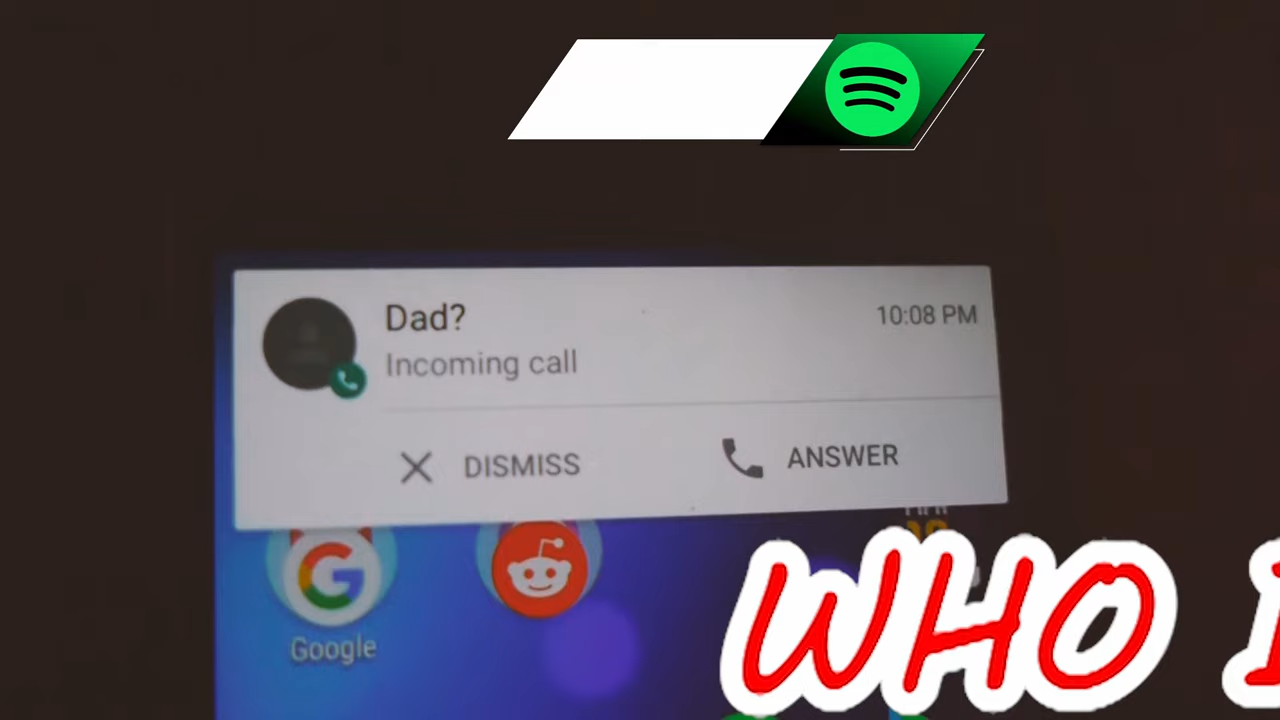 Dad?
10:08 PM
Incoming call
DISMISS
ANSWER
Google
WHO